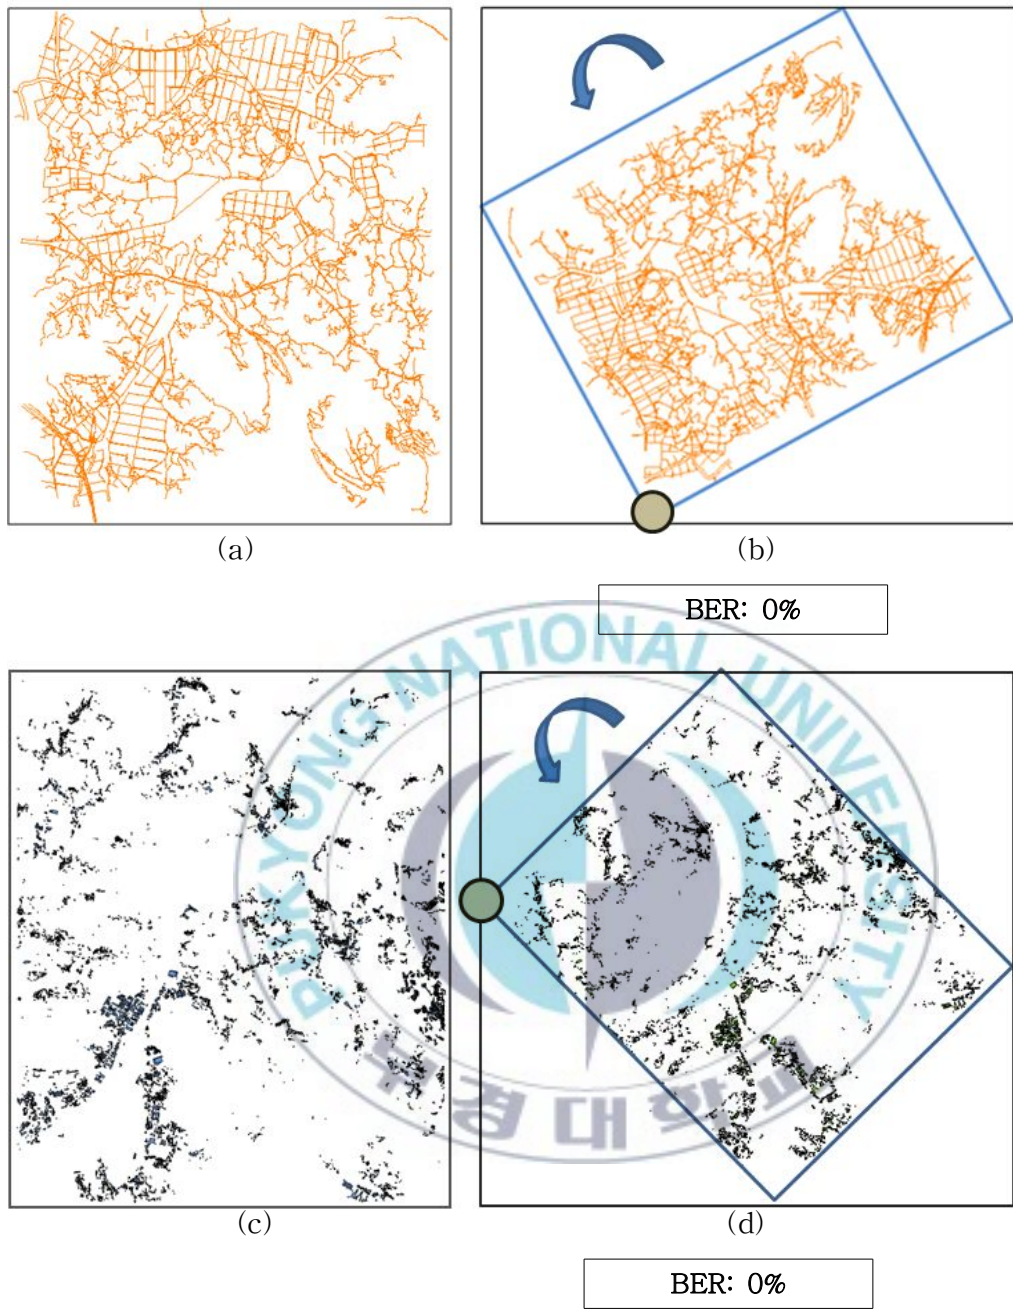 (a)
(b)
BER: 0%
PUKYONG NATIONAL UNIVERSITY
부경대학교
(c)
(d)
BER: 0%